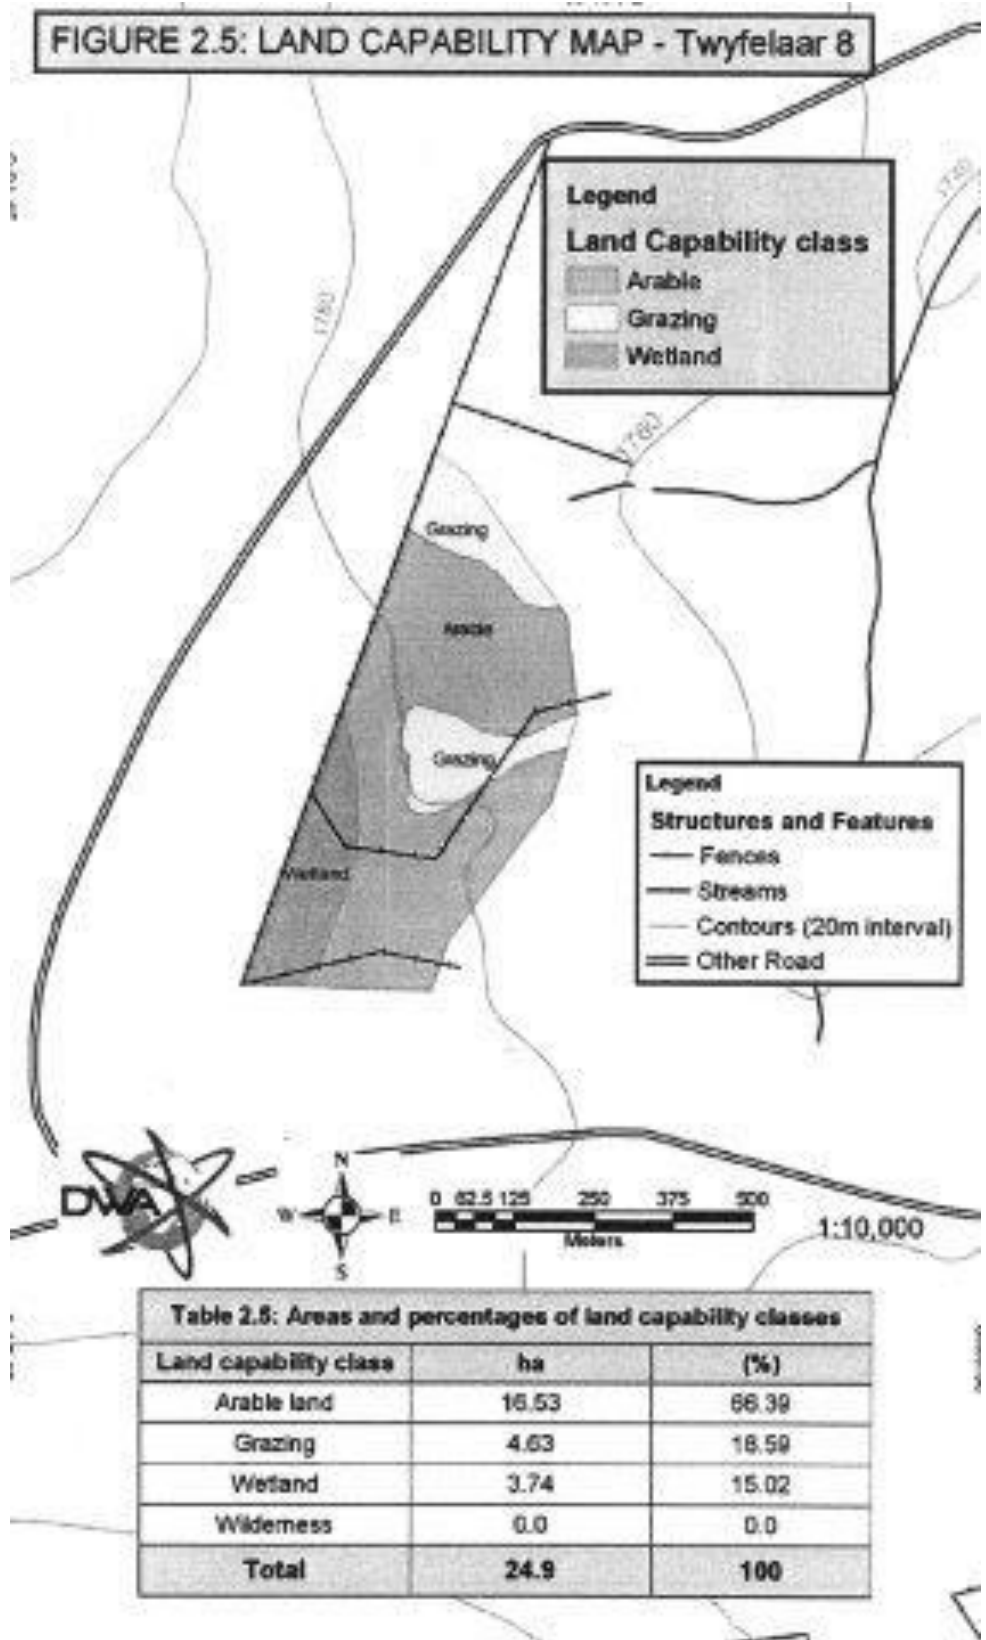 FIGURE 2.5: LAND CAPABILITY MAP - Twyfelaar 8
Legend
Land Capability class
Arable
Grazing
Wetland
1740
1780
1780
Grazing
Arable
Grazing
Wetland
Legend
Structures and Features
Fences
Streams
Contours (20m interval)
Other Road
DWA
N
W E
S
0 62.5 125 250 375 500
Meters
1:10,000
Table 2.5: Areas and percentages of land capability classes
Land capability class ha (%)
Arable land 16.53 66.39
Grazing 4.63 18.59
Wetland 3.74 15.02
Wilderness 0.0 0.0
Total 24.9 100